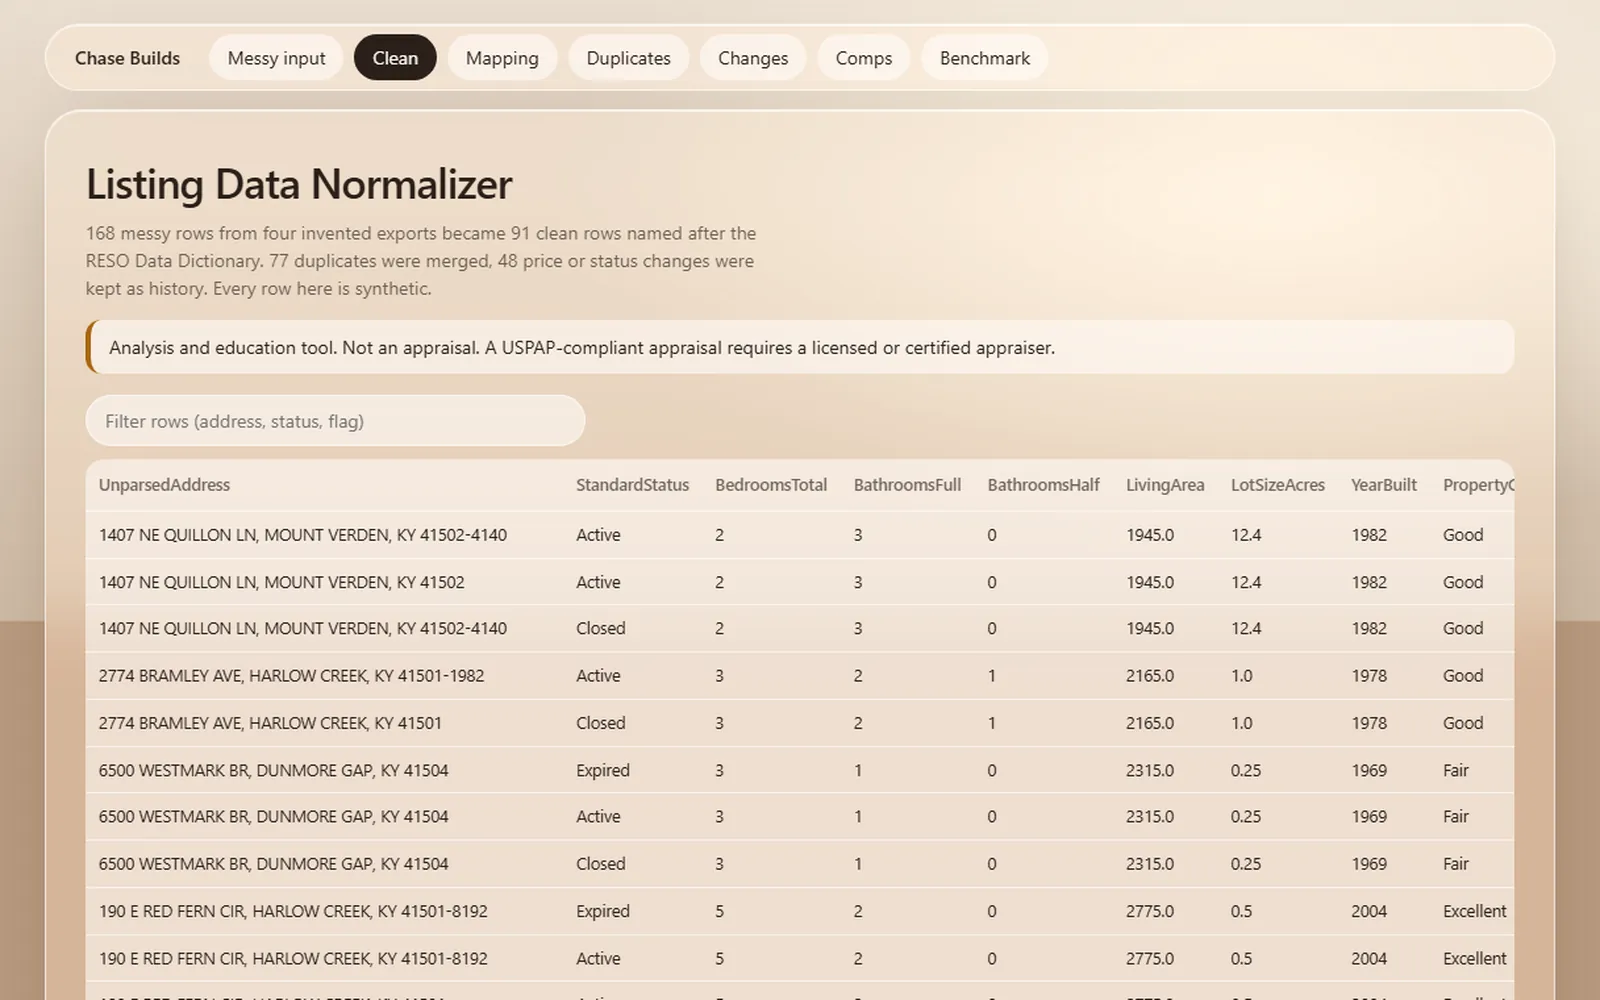 Chase Builds Messy input Clean Mapping Duplicates Changes Comps Benchmark
Listing Data Normalizer
168 messy rows from four invented exports became 91 clean rows named after the
RESO Data Dictionary. 77 duplicates were merged, 48 price or status changes were
kept as history. Every row here is synthetic.
Analysis and education tool. Not an appraisal. A USPAP-compliant appraisal requires a licensed or certified appraiser.
Filter rows (address, status, flag)
UnparsedAddress StandardStatus BedroomsTotal BathroomsFull BathroomsHalf LivingArea LotSizeAcres YearBuilt Property
1407 NE QUILLON LN, MOUNT VERDEN, KY 41502-4140 Active 2 3 0 1945.0 12.4 1982 Good
1407 NE QUILLON LN, MOUNT VERDEN, KY 41502 Active 2 3 0 1945.0 12.4 1982 Good
1407 NE QUILLON LN, MOUNT VERDEN, KY 41502-4140 Closed 2 3 0 1945.0 12.4 1982 Good
2774 BRAMLEY AVE, HARLOW CREEK, KY 41501-1982 Active 3 2 1 2165.0 1.0 1978 Good
2774 BRAMLEY AVE, HARLOW CREEK, KY 41501 Closed 3 2 1 2165.0 1.0 1978 Good
6500 WESTMARK BR, DUNMORE GAP, KY 41504 Expired 3 1 0 2315.0 0.25 1969 Fair
6500 WESTMARK BR, DUNMORE GAP, KY 41504 Active 3 1 0 2315.0 0.25 1969 Fair
6500 WESTMARK BR, DUNMORE GAP, KY 41504 Closed 3 1 0 2315.0 0.25 1969 Fair
190 E RED FERN CIR, HARLOW CREEK, KY 41501-8192 Expired 5 2 0 2775.0 0.5 2004 Excellent
190 E RED FERN CIR, HARLOW CREEK, KY 41501-8192 Active 5 2 0 2775.0 0.5 2004 Excellent